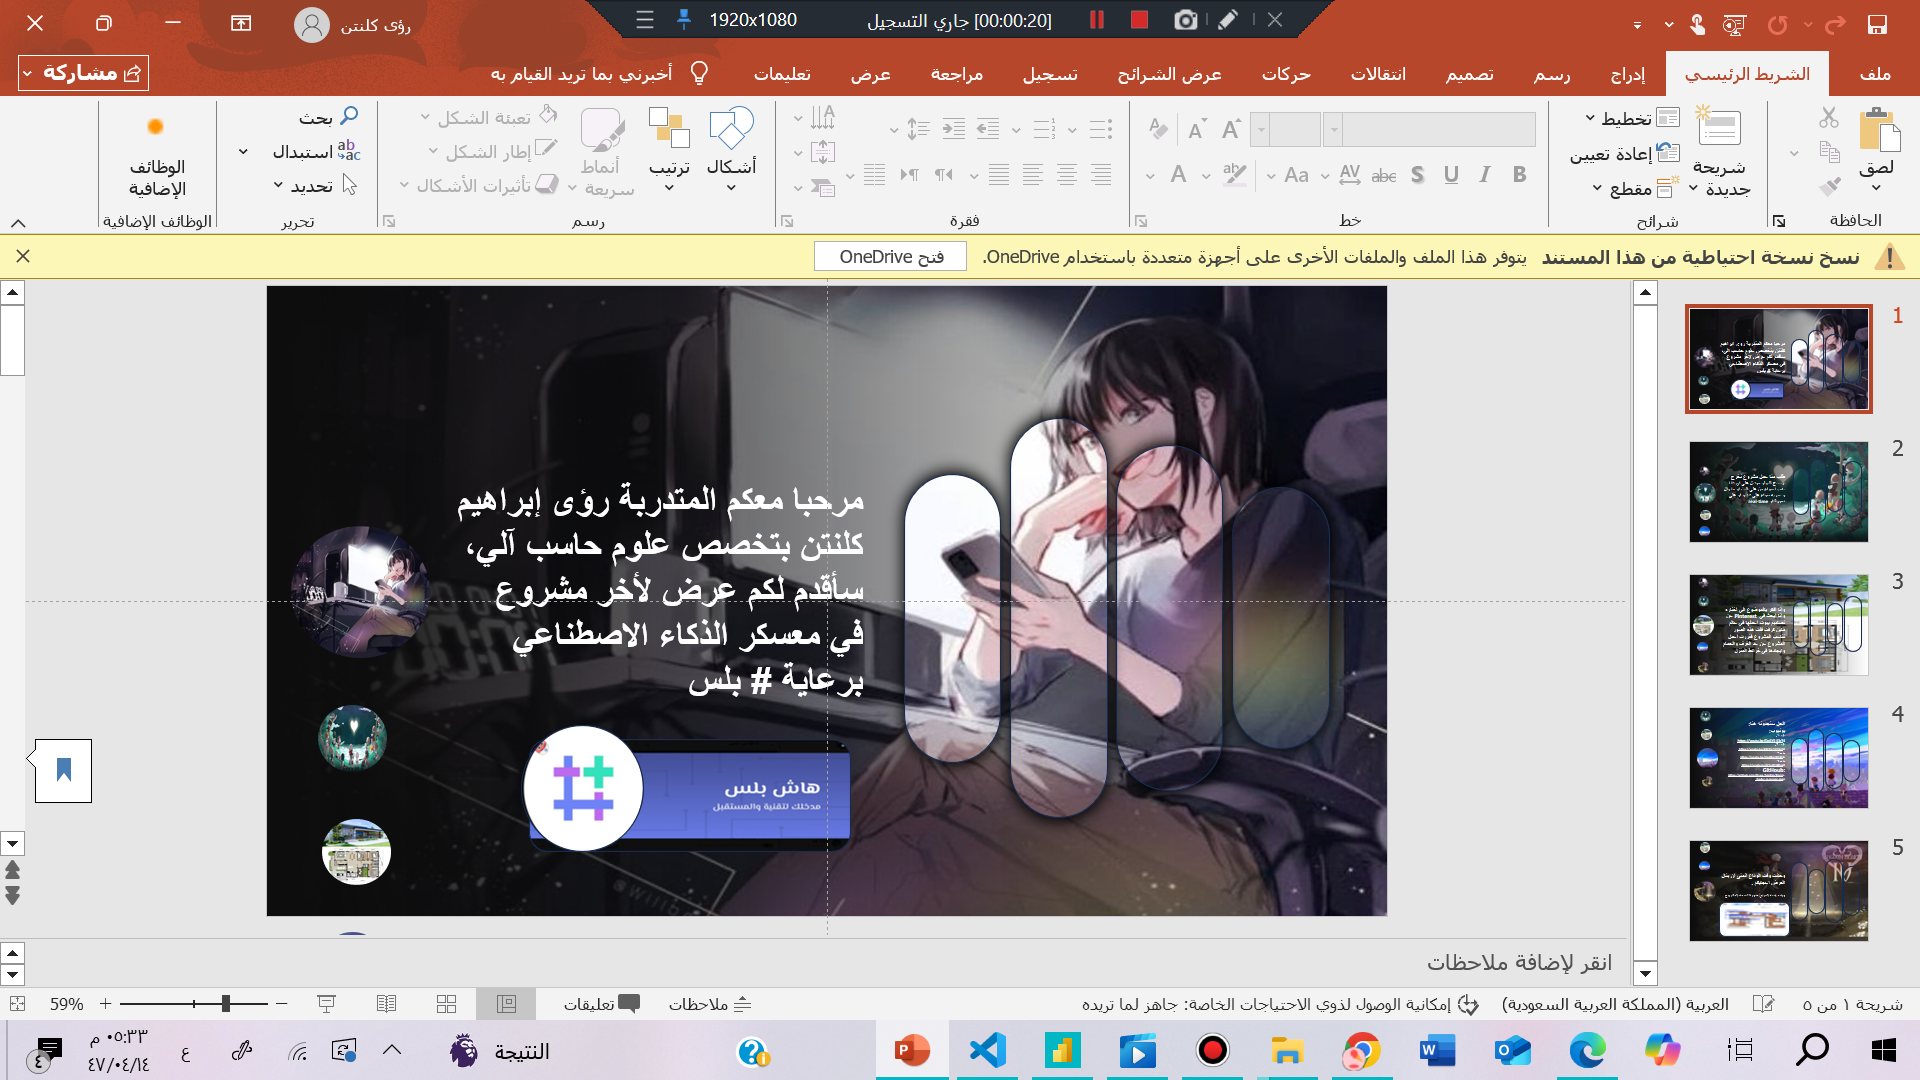 رؤى كلنتن
1920x1080
جاري التسجيل [00:00:20]
ملف
الشريط الرئيسي
إدراج
رسم
تصميم
انتقالات
حركات
عرض الشرائح
تسجيل
مراجعة
عرض
تعليمات
أخبرني بما تريد القيام به
مشاركة
لصق
الحافظة
شريحة جديدة
تخطيط
إعادة تعيين
مقطع
شرائح
خط
فقرة
أشكال
ترتيب
أنماط سريعة
تعبئة الشكل
إطار الشكل
تأثيرات الأشكال
رسم
بحث
استبدال
تحديد
تحرير
الوظائف الإضافية
الوظائف الإضافية
نسخ نسخة احتياطية من هذا المستند يتوفر هذا الملف والملفات الأخرى على أجهزة متعددة باستخدام OneDrive.
فتح OneDrive
مرحبا معكم المتدربة رؤى إبراهيم
كلنتن بتخصص علوم حاسب آلي،
سأقدم لكم عرض لأخر مشروع
في معسكر الذكاء الاصطناعي
برعاية # بلس
هاش بلس
مدخلك لتقنية والمستقبل
1
2
3
4
5
انقر لإضافة ملاحظات
شريحة ١ من ٥
العربية (المملكة العربية السعودية)
إمكانية الوصول لذوي الاحتياجات الخاصة: جاهز لما تريده
ملاحظات
تعليقات
59%
النتيجة
ع
٠٥:٣٣ م
٤٧/٠٤/١٤
٤